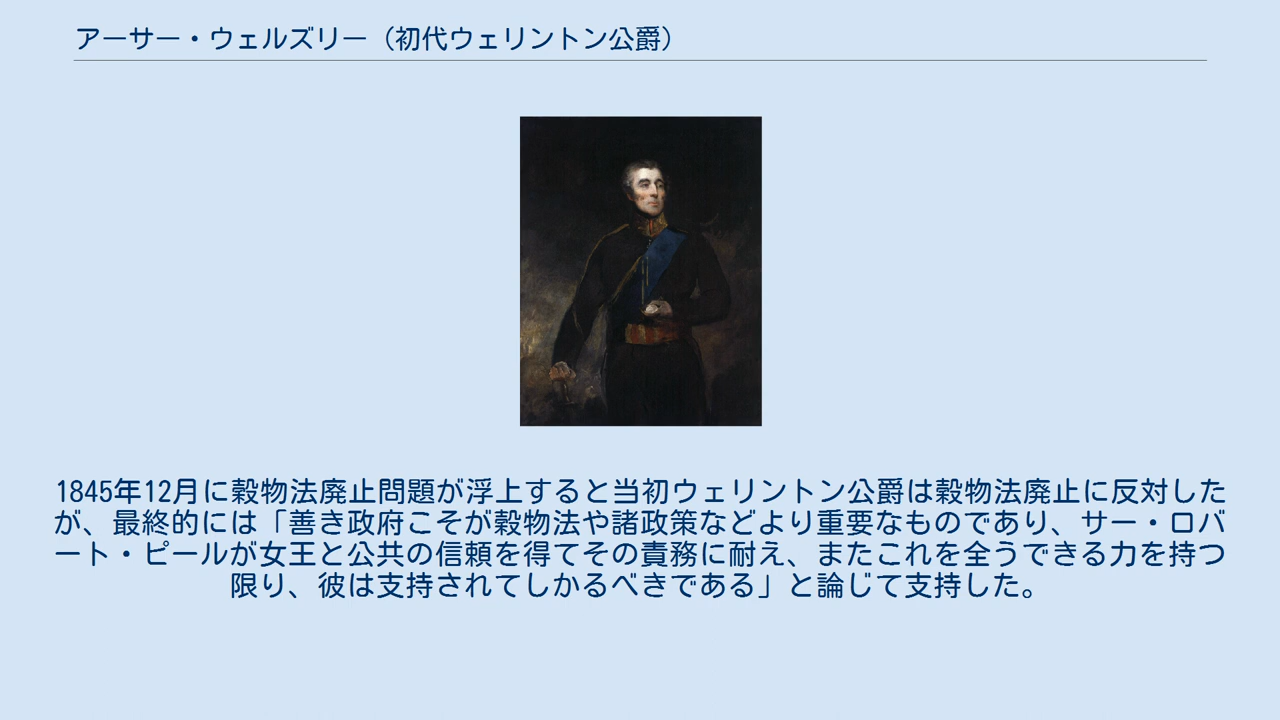 アーサー・ウェルズリー（初代ウェリントン公爵）
1845年12月に穀物法廃止問題が浮上すると当初ウェリントン公爵は穀物法廃止に反対した
が、最終的には「善き政府こそが穀物法や諸政策などより重要なものであり、サー・ロバ
ート・ピールが女王と公共の信頼を得てその責務に耐え、またこれを全うできる力を持つ
限り、彼は支持されてしかるべきである」と論じて支持した。